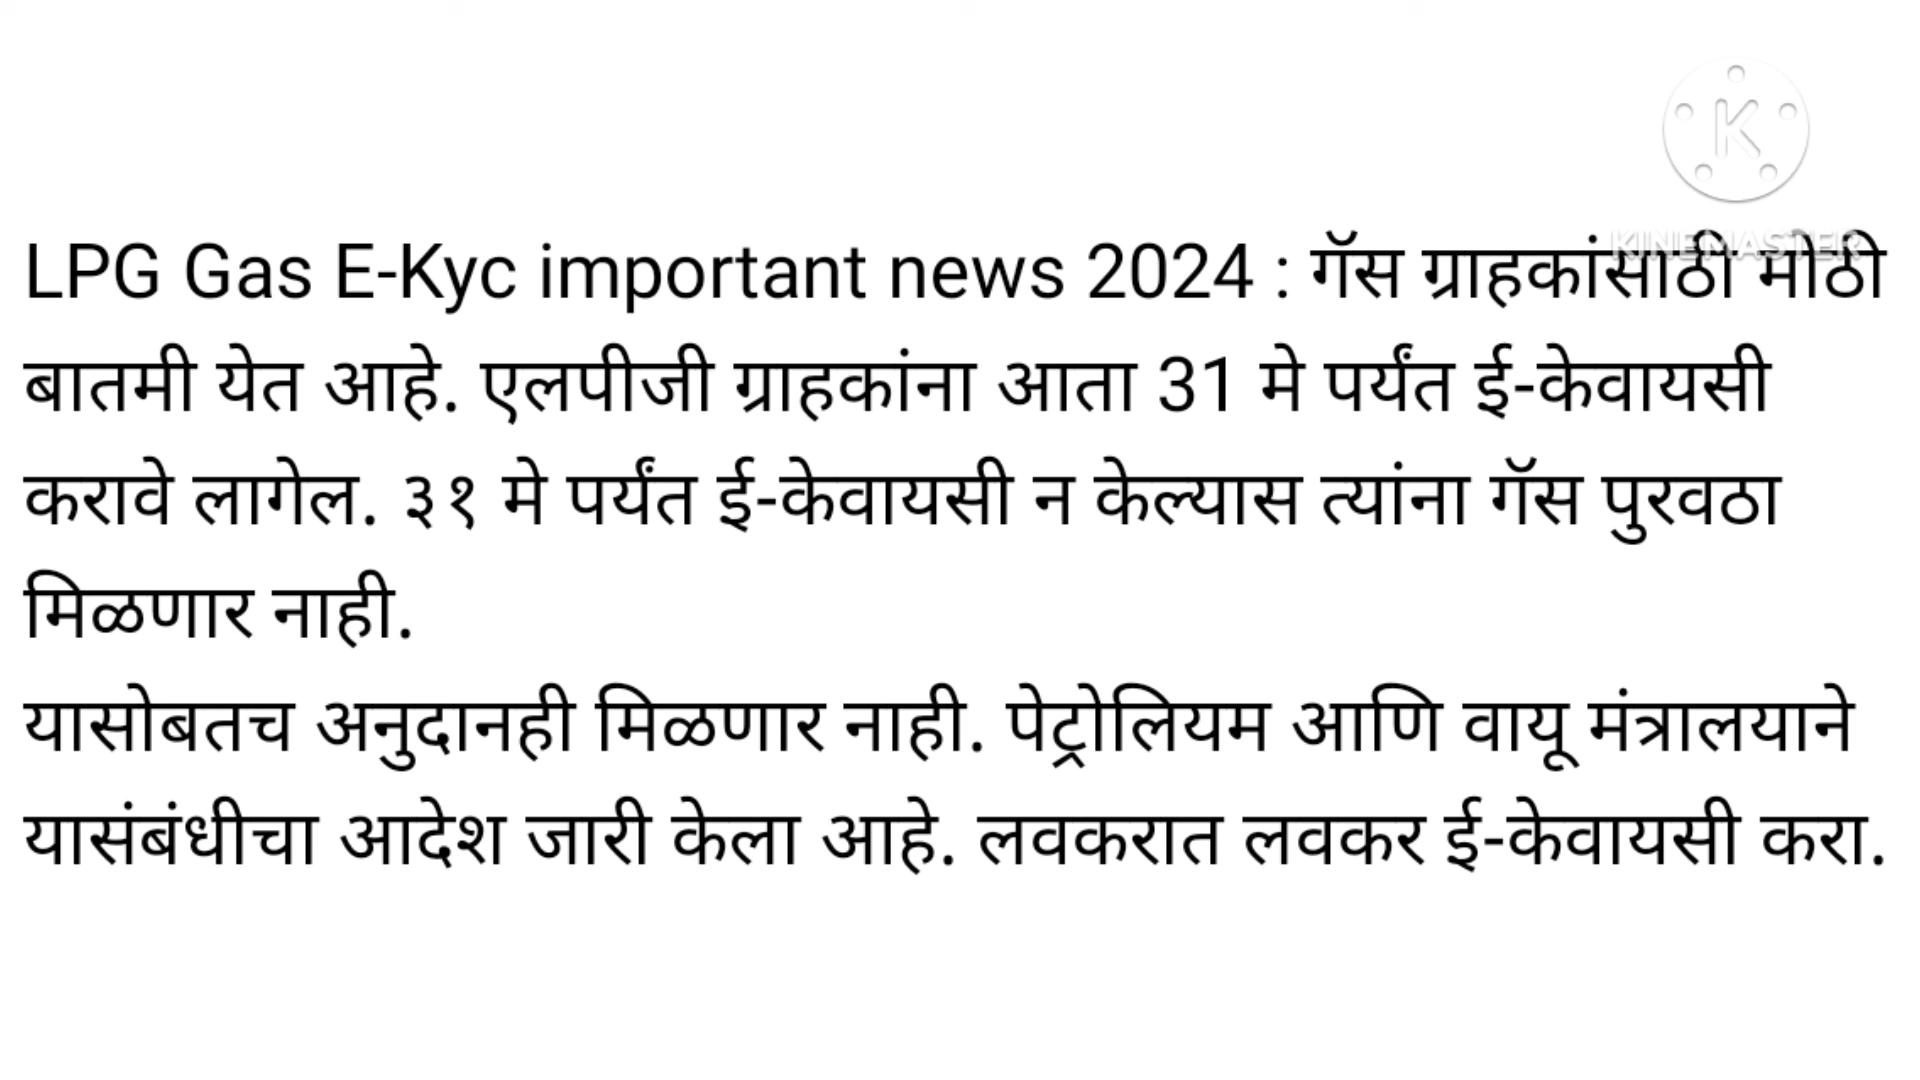 K
KINEMASTER
LPG Gas E-Kyc important news 2024 : गॅस ग्राहकांसाठी मोठी
बातमी येत आहे. एलपीजी ग्राहकांना आता 31 मे पर्यंत ई-केवायसी
करावे लागेल. ३१ मे पर्यंत ई-केवायसी न केल्यास त्यांना गॅस पुरवठा
मिळणार नाही.
यासोबतच अनुदानही मिळणार नाही. पेट्रोलियम आणि वायू मंत्रालयाने
यासंबंधीचा आदेश जारी केला आहे. लवकरात लवकर ई-केवायसी करा.